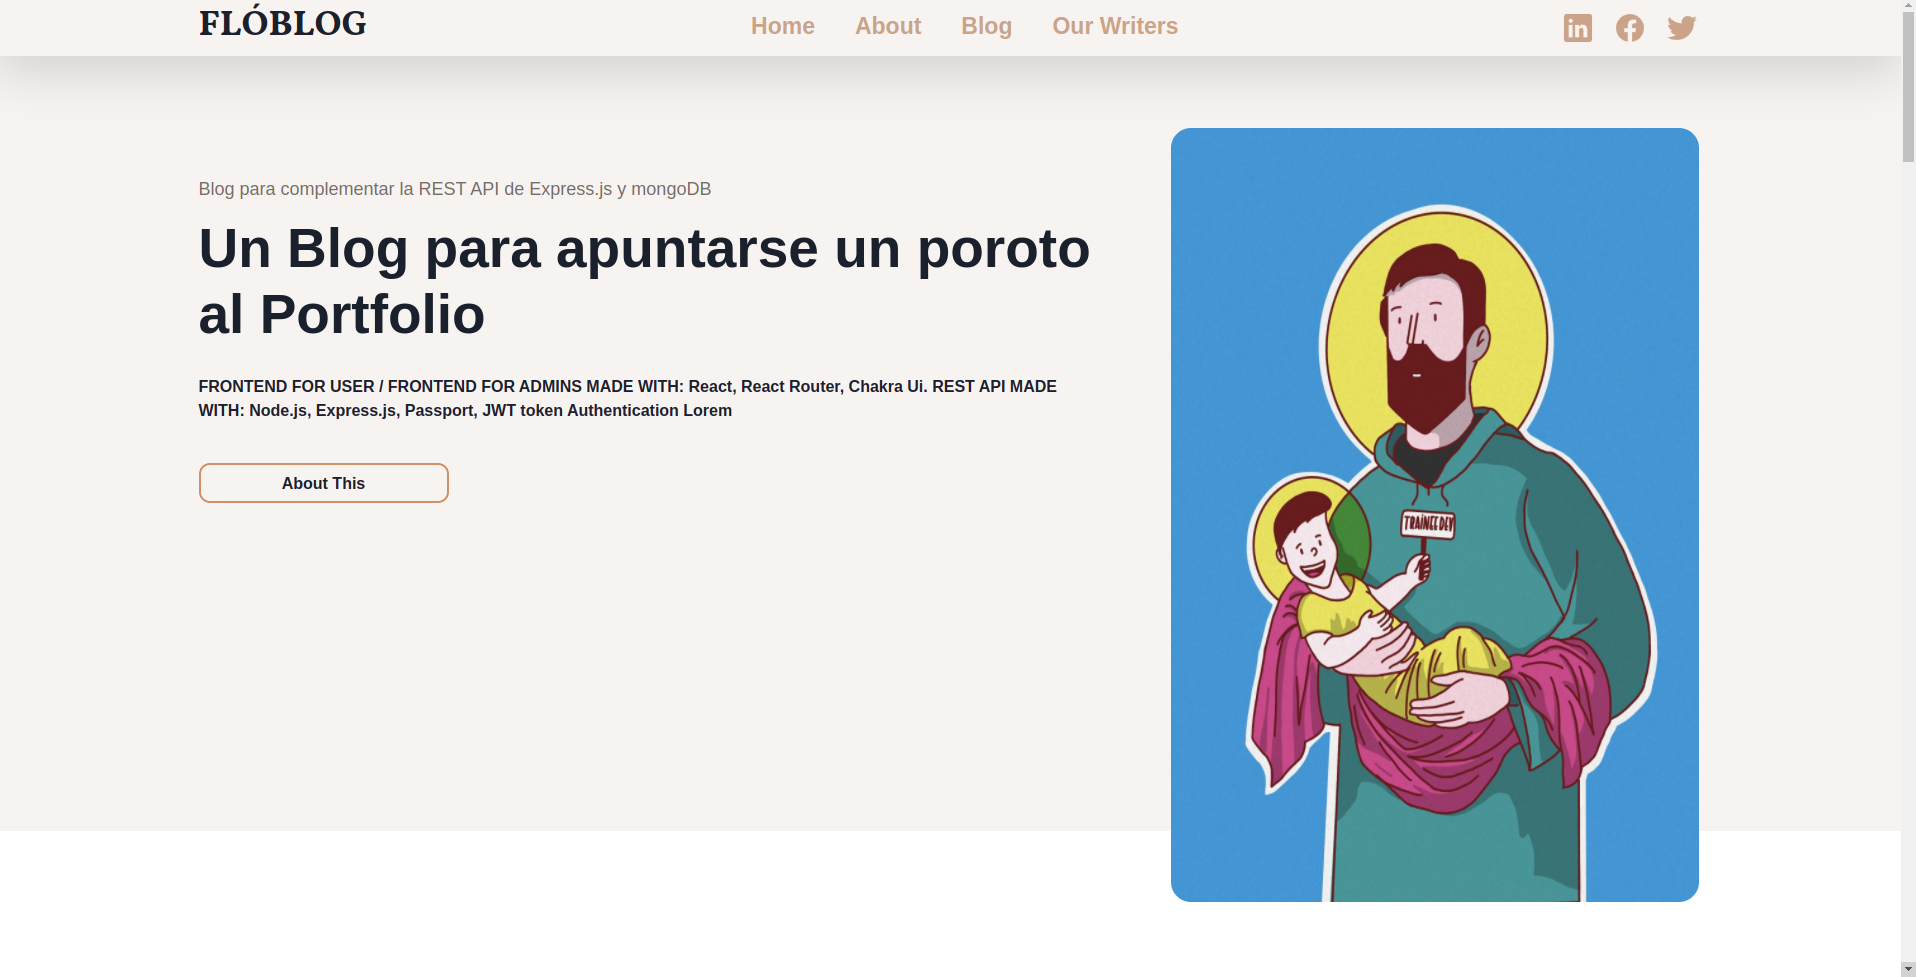 FLÓBLOG
Home About Blog Our Writers
Blog para complementar la REST API de Express.js y mongoDB
Un Blog para apuntarse un poroto
al Portfolio
FRONTEND FOR USER / FRONTEND FOR ADMINS MADE WITH: React, React Router, Chakra Ui. REST API MADE
WITH: Node.js, Express.js, Passport, JWT token Authentication Lorem
About This
TRAINEE DEV